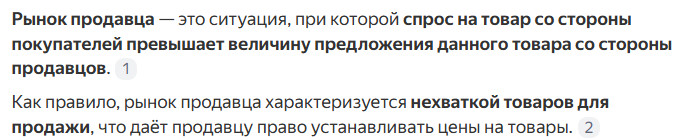 Рынок продавца — это ситуация, при которой спрос на товар со стороны
покупателей превышает величину предложения данного товара со стороны
продавцов. 1
Как правило, рынок продавца характеризуется нехваткой товаров для
продажи, что даёт продавцу право устанавливать цены на товары. 2